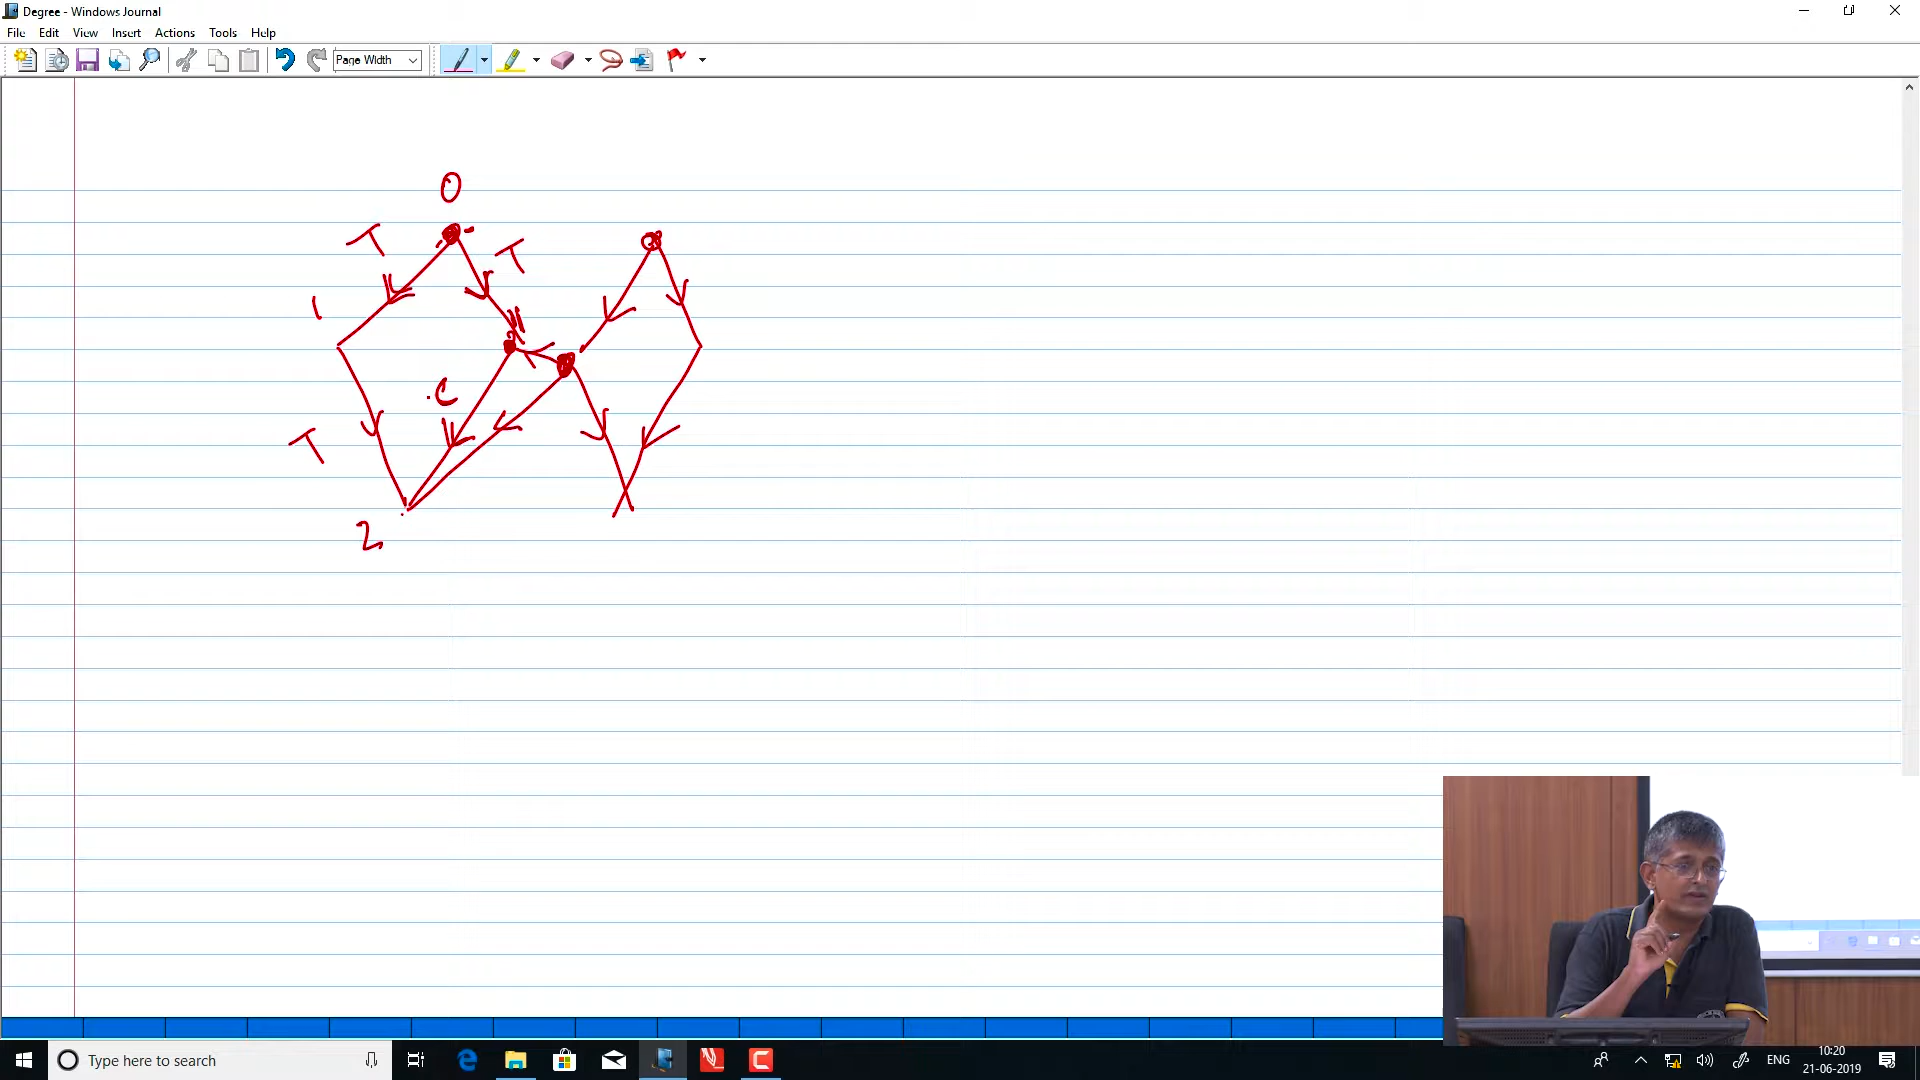 Degree - Windows Journal
File Edit View Insert Actions Tools Help
Page Width
0
T
T
1
C
T
2
Type here to search
ENG
10:20
21-06-2019